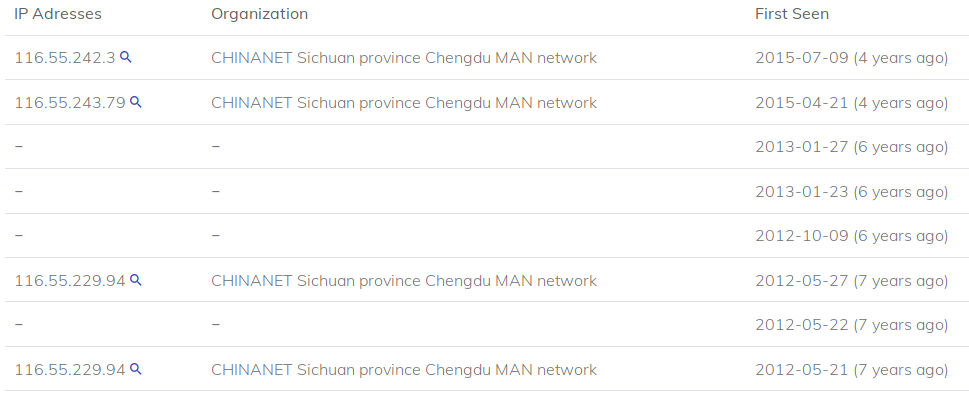 IP Adresses Organization First Seen
116.55.242.3 CHINANET Sichuan province Chengdu MAN network 2015-07-09 (4 years ago)
116.55.243.79 CHINANET Sichuan province Chengdu MAN network 2015-04-21 (4 years ago)
– – 2013-01-27 (6 years ago)
– – 2013-01-23 (6 years ago)
– – 2012-10-09 (6 years ago)
116.55.229.94 CHINANET Sichuan province Chengdu MAN network 2012-05-27 (7 years ago)
– – 2012-05-22 (7 years ago)
116.55.229.94 CHINANET Sichuan province Chengdu MAN network 2012-05-21 (7 years ago)